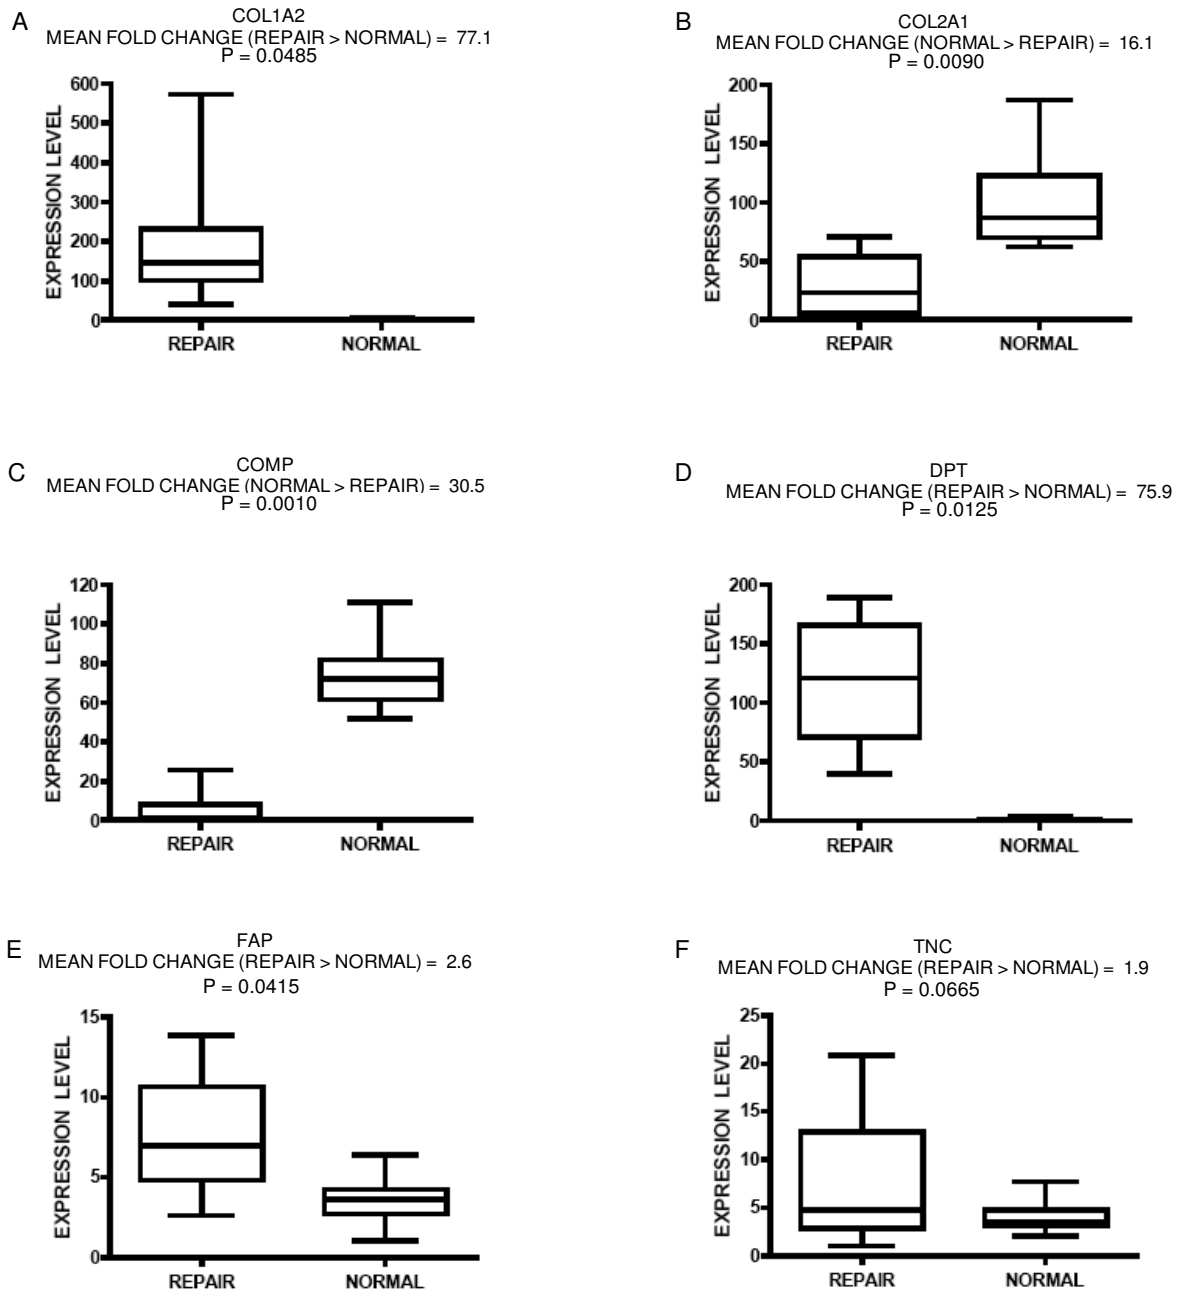 A
COL1A2
MEAN FOLD CHANGE (REPAIR > NORMAL) = 77.1
P = 0.0485
EXPRESSION LEVEL
600
500
400
300
200
100
0
REPAIR
NORMAL
B
COL2A1
MEAN FOLD CHANGE (NORMAL > REPAIR) = 16.1
P = 0.0090
EXPRESSION LEVEL
200
150
100
50
0
REPAIR
NORMAL
C
COMP
MEAN FOLD CHANGE (NORMAL > REPAIR) = 30.5
P = 0.0010
EXPRESSION LEVEL
120
100
80
60
40
20
0
REPAIR
NORMAL
D
DPT
MEAN FOLD CHANGE (REPAIR > NORMAL) = 75.9
P = 0.0125
EXPRESSION LEVEL
200
150
100
50
0
REPAIR
NORMAL
E
FAP
MEAN FOLD CHANGE (REPAIR > NORMAL) = 2.6
P = 0.0415
EXPRESSION LEVEL
15
10
5
0
REPAIR
NORMAL
F
TNC
MEAN FOLD CHANGE (REPAIR > NORMAL) = 1.9
P = 0.0665
EXPRESSION LEVEL
25
20
15
10
5
0
REPAIR
NORMAL